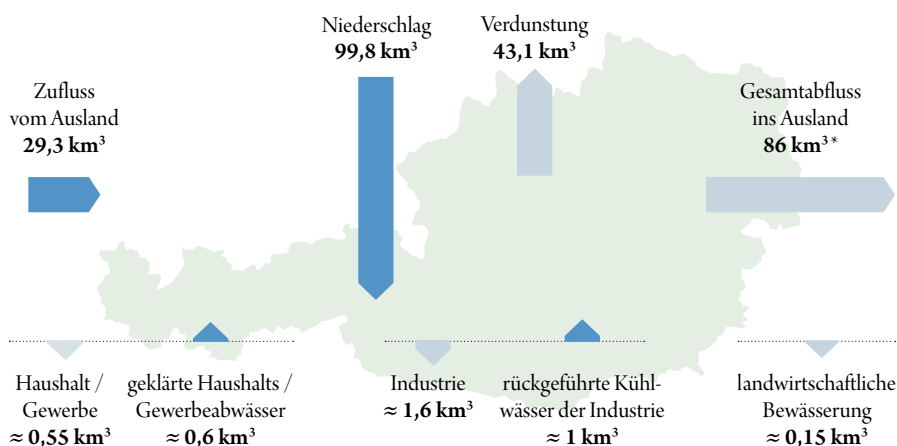 Niederschlag
99,8 km³
Verdunstung
43,1 km³
Zufluss
vom Ausland
29,3 km³
Gesamtabfluss
ins Ausland
86 km³*
Haushalt /
Gewerbe
≈ 0,55 km³
geklärte Haushalts /
Gewerbeabwässer
≈ 0,6 km³
Industrie
≈ 1,6 km³
rückgeführte Kühl-
wässer der Industrie
≈ 1 km³
landwirtschaftliche
Bewässerung
≈ 0,15 km³